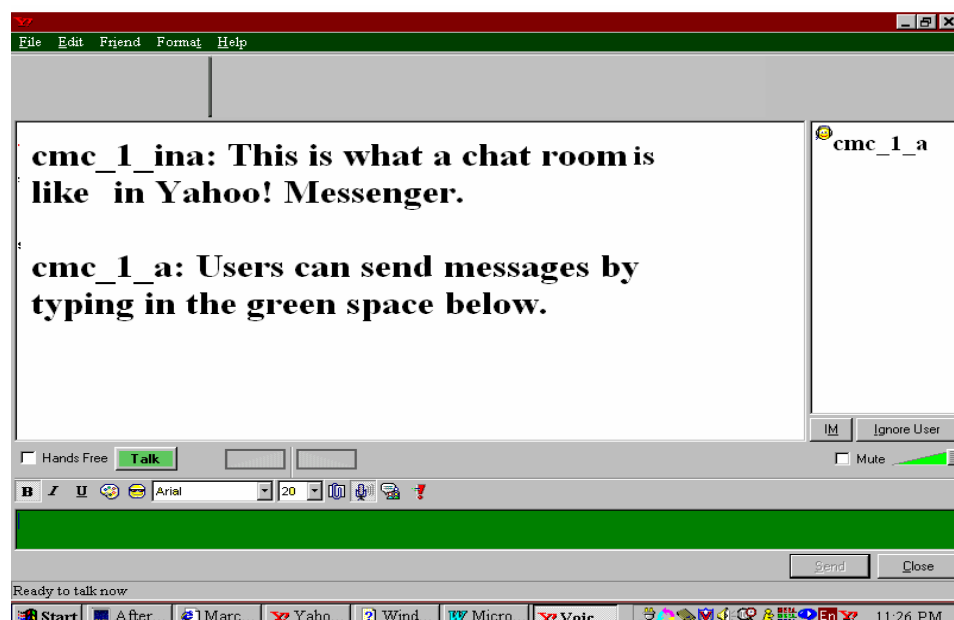 Y!
File Edit Friend Format Help
cmc_1_ina: This is what a chat room is
like in Yahoo! Messenger.
cmc_1_a: Users can send messages by
typing in the green space below.
cmc_1_a
IM Ignore User
Hands Free Talk Mute
B I U Arial 20
Send Close
Ready to talk now
Start After Marc Yaho Wind Micro Voic En 11:26 PM